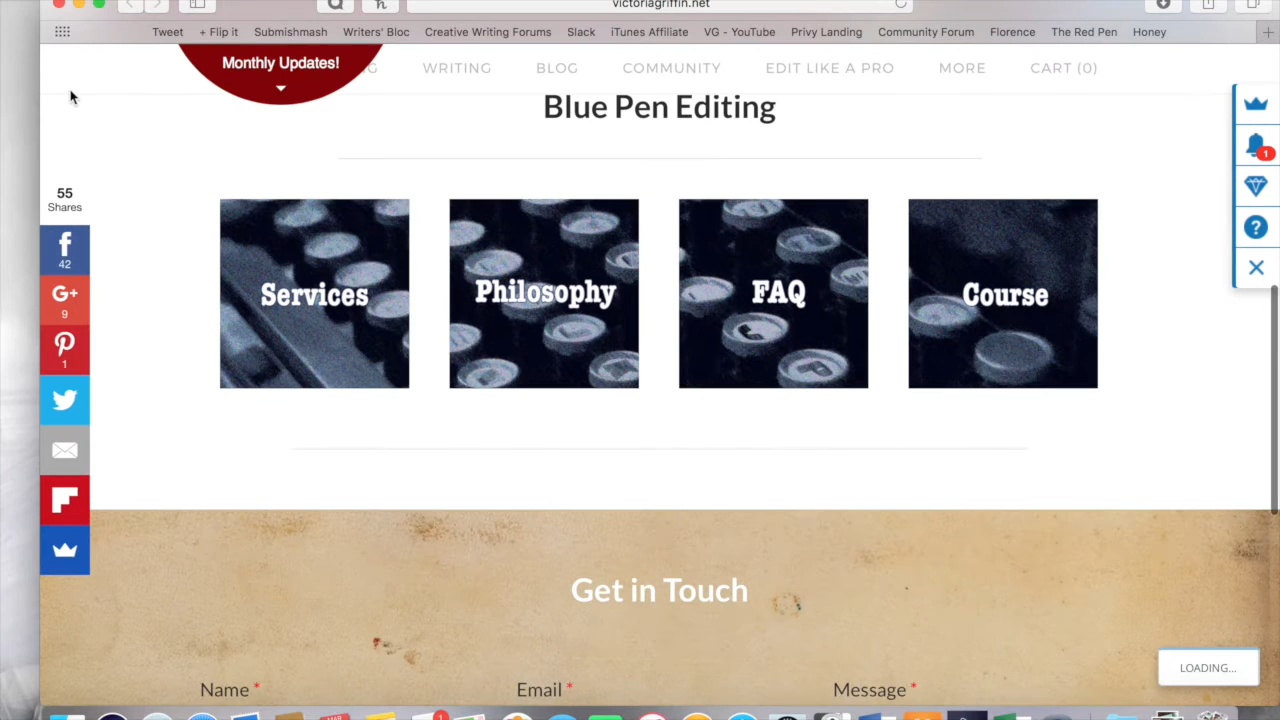 victoriagriffin.net
Tweet + Flip it Submishmash Writers' Bloc Creative Writing Forums Slack iTunes Affiliate VG - YouTube Privy Landing Community Forum Florence The Red Pen Honey
Monthly Updates!
WRITING BLOG COMMUNITY EDIT LIKE A PRO MORE CART (0)
Blue Pen Editing
1
55
Shares
42
9
1
Services Philosophy FAQ Course
Get in Touch
LOADING...
Name * Email * Message *